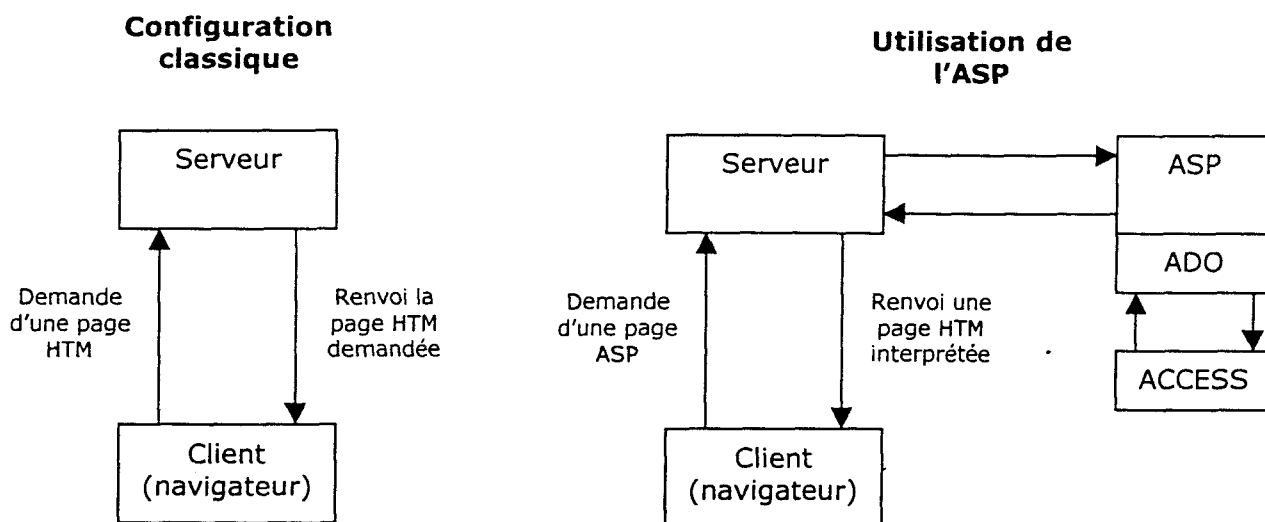 Configuration
classique
Serveur
Demande
d'une page
HTM
Renvoi la
page HTM
demandée
Client
(navigateur)
Utilisation de
l'ASP
Serveur
ASP
ADO
ACCESS
Demande
d'une page
ASP
Renvoi une
page HTM
interprétée
Client
(navigateur)